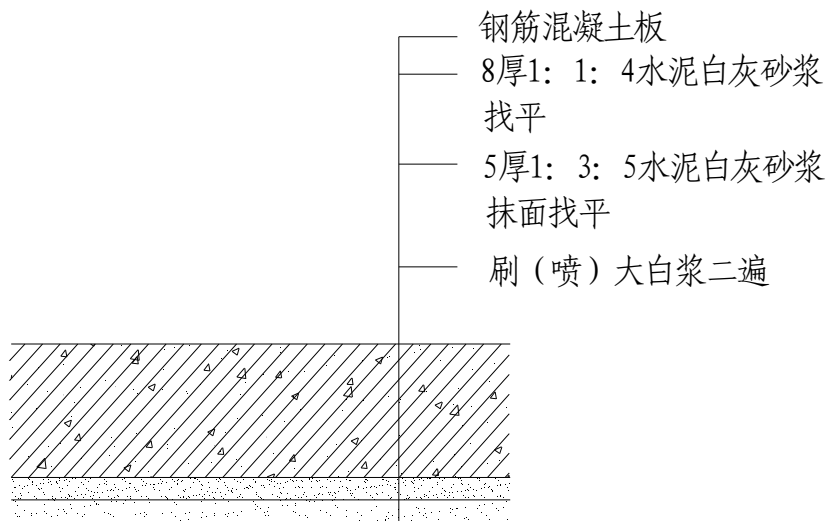 钢筋混凝土板
8厚1：1：4水泥白灰砂浆
找平
5厚1：3：5水泥白灰砂浆
抹面找平
刷（喷）大白浆二遍